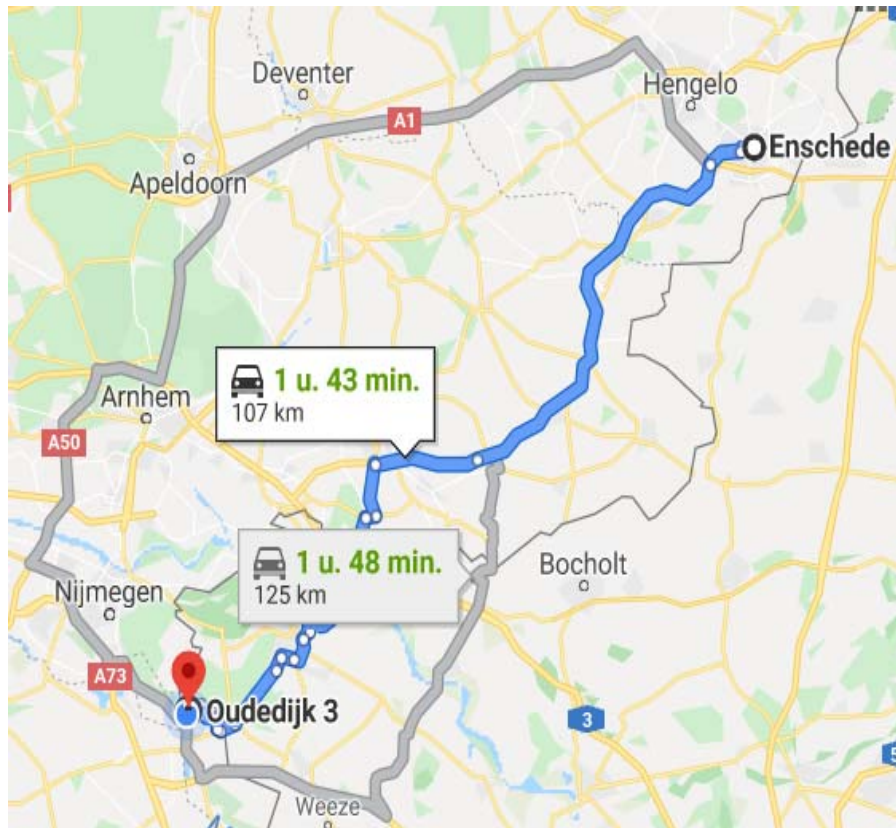 Deventer
Hengelo
A1
Enschede
Apeldoorn
1 u. 43 min.
107 km
Arnhem
A50
1 u. 48 min.
125 km
Bocholt
Nijmegen
A73
Oudedijk 3
3
5
Weeze